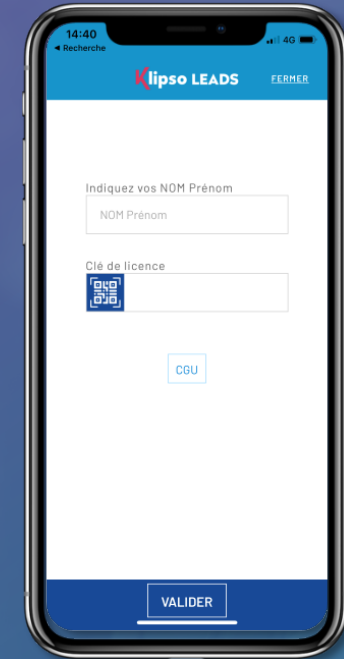 14:40
4G
◀ Recherche
Klipso LEADS
FERMER
Indiquez vos NOM Prénom
NOM Prénom
Clé de licence
CGU
VALIDER